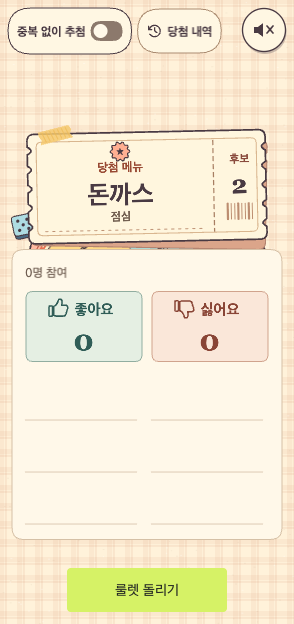 중복 없이 추첨
당첨 내역
당첨 메뉴
돈까스
점심
후보
2
0명 참여
좋아요
0
싫어요
0
룰렛 돌리기